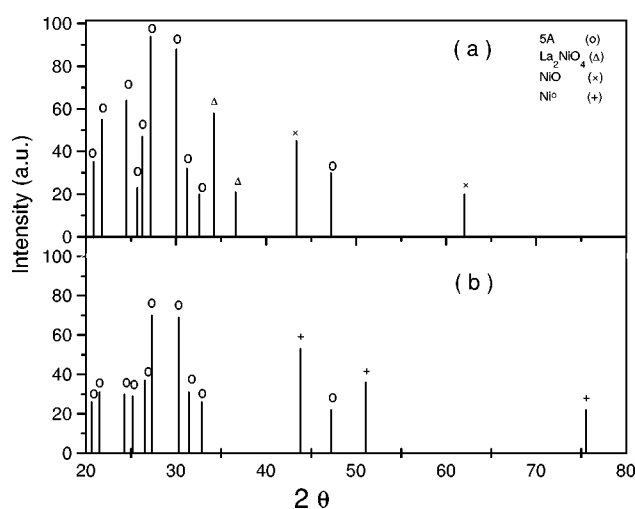 100
80
60
40
20
0
Intensity (a.u.)
(a)
5A (o)
La₂NiO₄ (Δ)
NiO (×)
Ni° (+)
o o o o o o o o o Δ Δ × o ×
100
80
60
40
20
0
(b)
o o o o o o o o o + o + +
20 30 40 50 60 70 80
2 θ